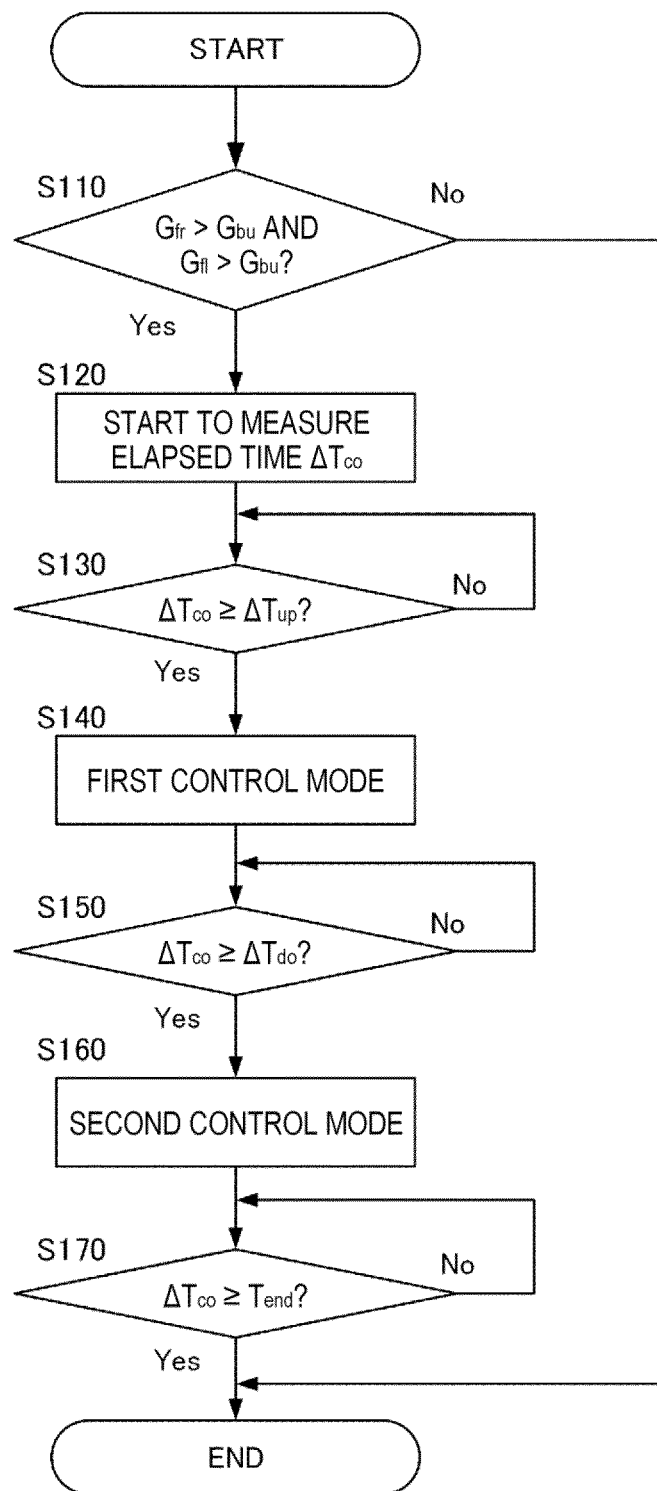 START
S110
No
Gfr > Gbu AND
Gfl > Gbu?
Yes
S120
START TO MEASURE
ELAPSED TIME ΔTco
S130
No
ΔTco ≥ ΔTup?
Yes
S140
FIRST CONTROL MODE
S150
No
ΔTco ≥ ΔTdo?
Yes
S160
SECOND CONTROL MODE
S170
No
ΔTco ≥ Tend?
Yes
END